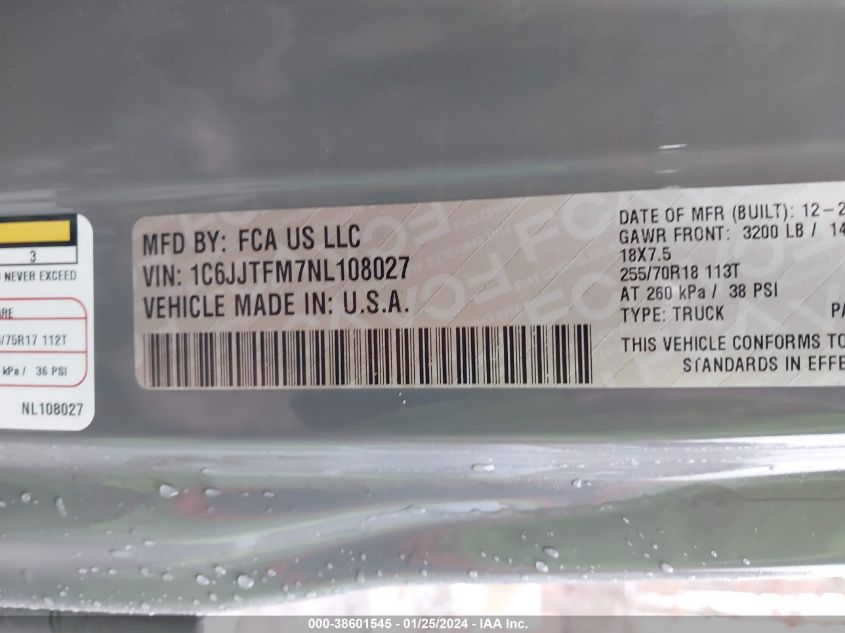 3
D NEVER EXCEED
ARE
/75R17 112T
kPa / 36 PSI
NL108027
MFD BY: FCA US LLC
VIN: 1C6JJTFM7NL108027
VEHICLE MADE IN: U.S.A.
DATE OF MFR (BUILT): 12-2
GAWR FRONT: 3200 LB / 14
18X7.5
255/70R18 113T
AT 260 kPa / 38 PSI
TYPE: TRUCK PA
THIS VEHICLE CONFORMS TO
STANDARDS IN EFFE
000-38601545 - 01/25/2024 - IAA Inc.